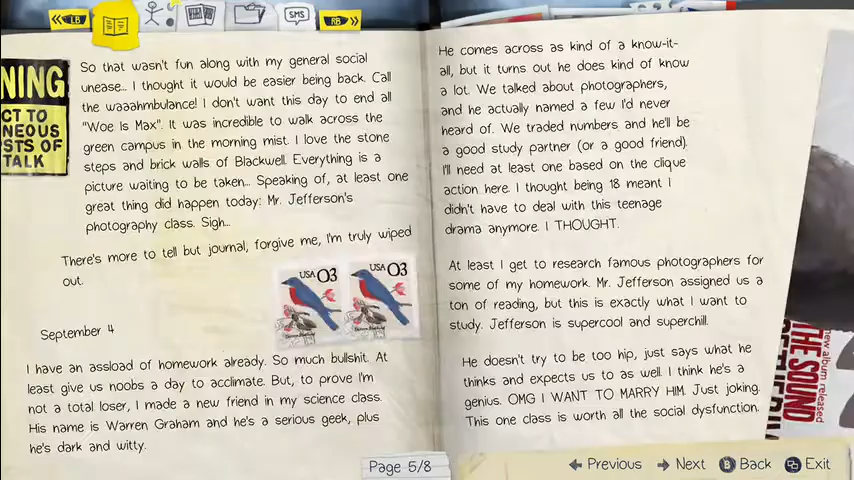 LB
SMS
RB
NING
CT TO
NEOUS
STS OF
TALK
So that wasn't fun along with my general social
unease... I thought it would be easier being back. Call
the waaahmbulance! I don't want this day to end all
"Woe Is Max". It was incredible to walk across the
green campus in the morning mist. I love the stone
steps and brick walls of Blackwell. Everything is a
picture waiting to be taken... Speaking of, at least one
great thing did happen today: Mr. Jefferson's
photography class. Sigh...
There's more to tell but journal, forgive me, I'm truly wiped
out.
USA 03
USA 03
September 4
I have an assload of homework already. So much bullshit. At
least give us noobs a day to acclimate. But, to prove I'm
not a total loser, I made a new friend in my science class.
His name is Warren Graham and he's a serious geek, plus
he's dark and witty.
He comes across as kind of a know-it-
all, but it turns out he does kind of know
a lot. We talked about photographers,
and he actually named a few I'd never
heard of. We traded numbers and he'll be
a good study partner (or a good friend).
I'll need at least one based on the clique
action here. I thought being 18 meant I
didn't have to deal with this teenage
drama anymore. I THOUGHT.
At least I get to research famous photographers for
some of my homework. Mr. Jefferson assigned us a
ton of reading, but this is exactly what I want to
study. Jefferson is supercool and superchill.
He doesn't try to be too hip, just says what he
thinks and expects us to as well. I think he's a
genius. OMG I WANT TO MARRY HIM. Just joking.
This one class is worth all the social dysfunction.
new album released
THE SOUND
Page 5/8
Previous
Next
B Back
Exit